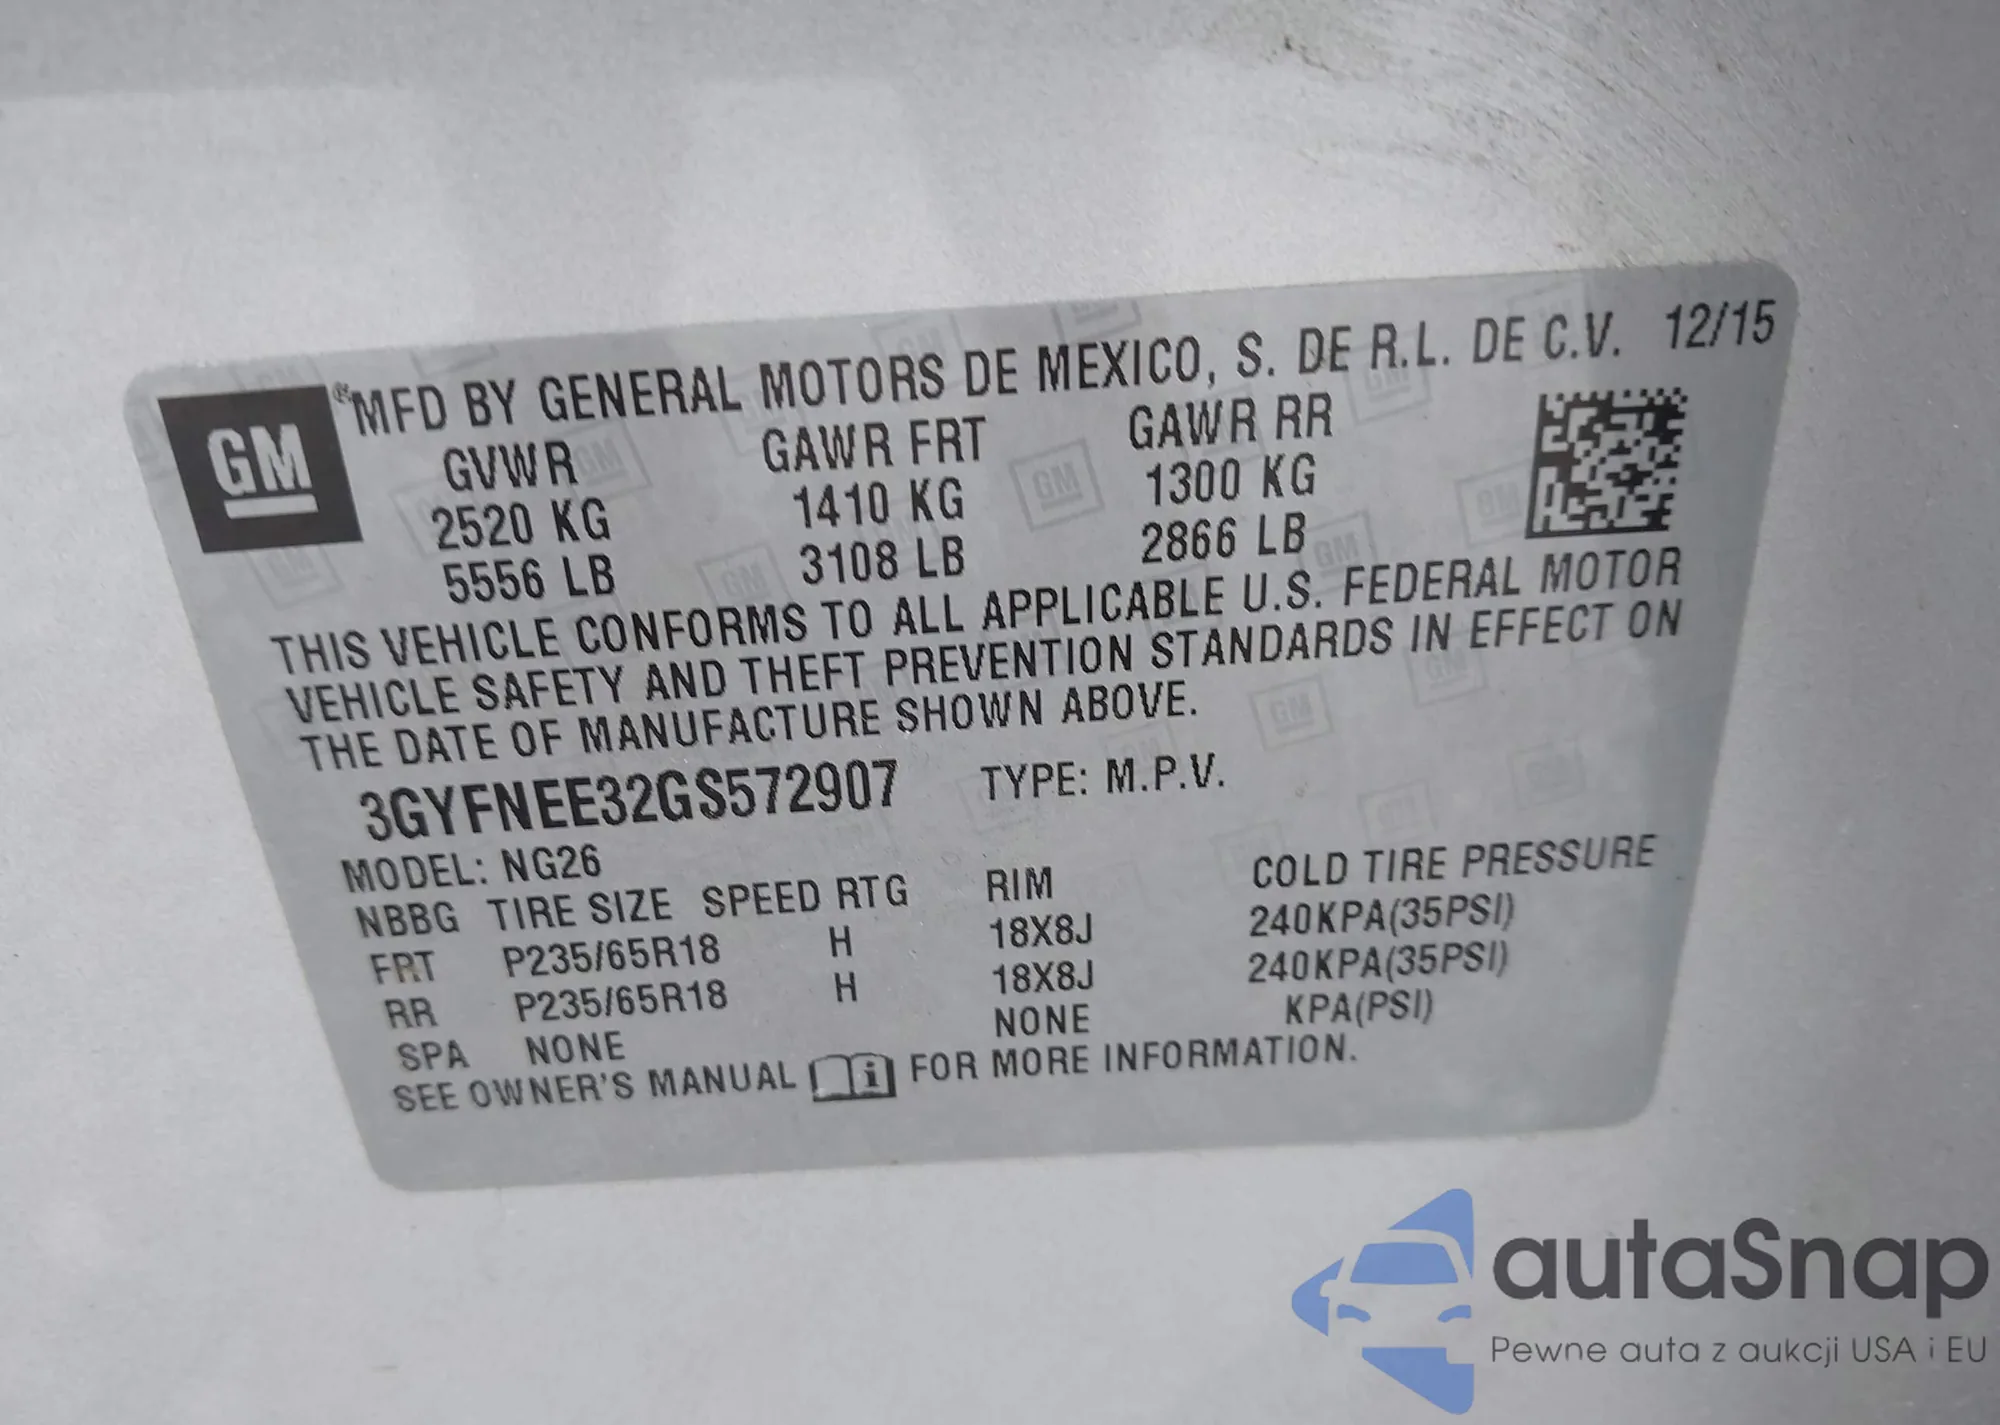 GM
® MFD BY GENERAL MOTORS DE MEXICO, S. DE R.L. DE C.V. 12/15
GVWR GAWR FRT GAWR RR
2520 KG 1410 KG 1300 KG
5556 LB 3108 LB 2866 LB
THIS VEHICLE CONFORMS TO ALL APPLICABLE U.S. FEDERAL MOTOR
VEHICLE SAFETY AND THEFT PREVENTION STANDARDS IN EFFECT ON
THE DATE OF MANUFACTURE SHOWN ABOVE.
3GYFNEE32GS572907 TYPE: M.P.V.
MODEL: NG26
NBBG TIRE SIZE SPEED RTG RIM COLD TIRE PRESSURE
FRT P235/65R18 H 18X8J 240KPA(35PSI)
RR P235/65R18 H 18X8J 240KPA(35PSI)
SPA NONE NONE KPA(PSI)
SEE OWNER'S MANUAL i FOR MORE INFORMATION.
autaSnap
Pewne auta z aukcji USA i EU